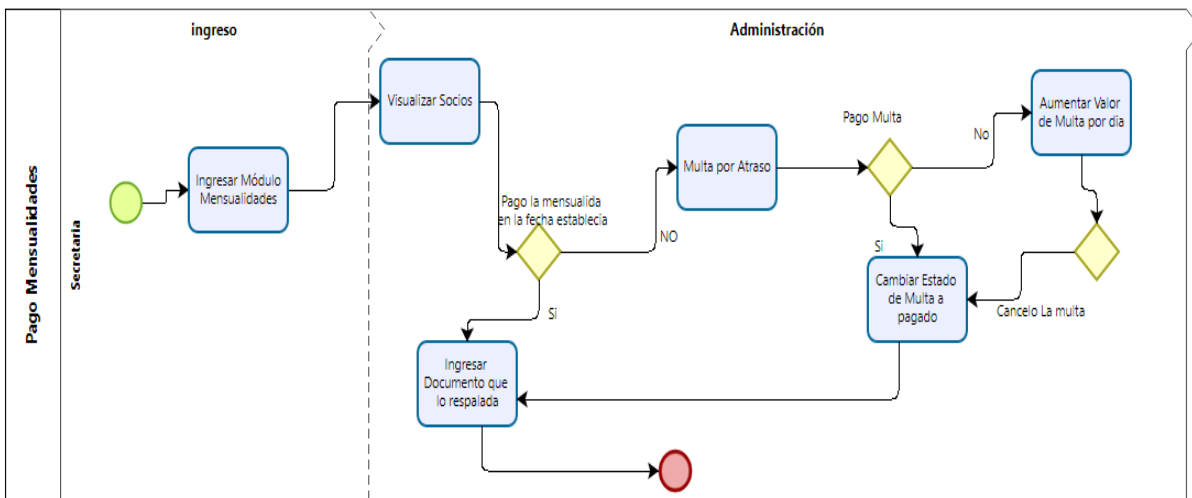 ingreso
Administración
Pago Mensualidades
Secretaria
Visualizar Socios
Aumentar Valor
de Multa por dia
Pago Multa
No
Multa por Atraso
Ingresar Módulo
Mensualidades
Pago la mensualida
en la fecha establecia
NO
Si
Cambiar Estado
de Multa a
pagado
Cancelo La multa
Si
Ingresar
Documento que
lo respalada